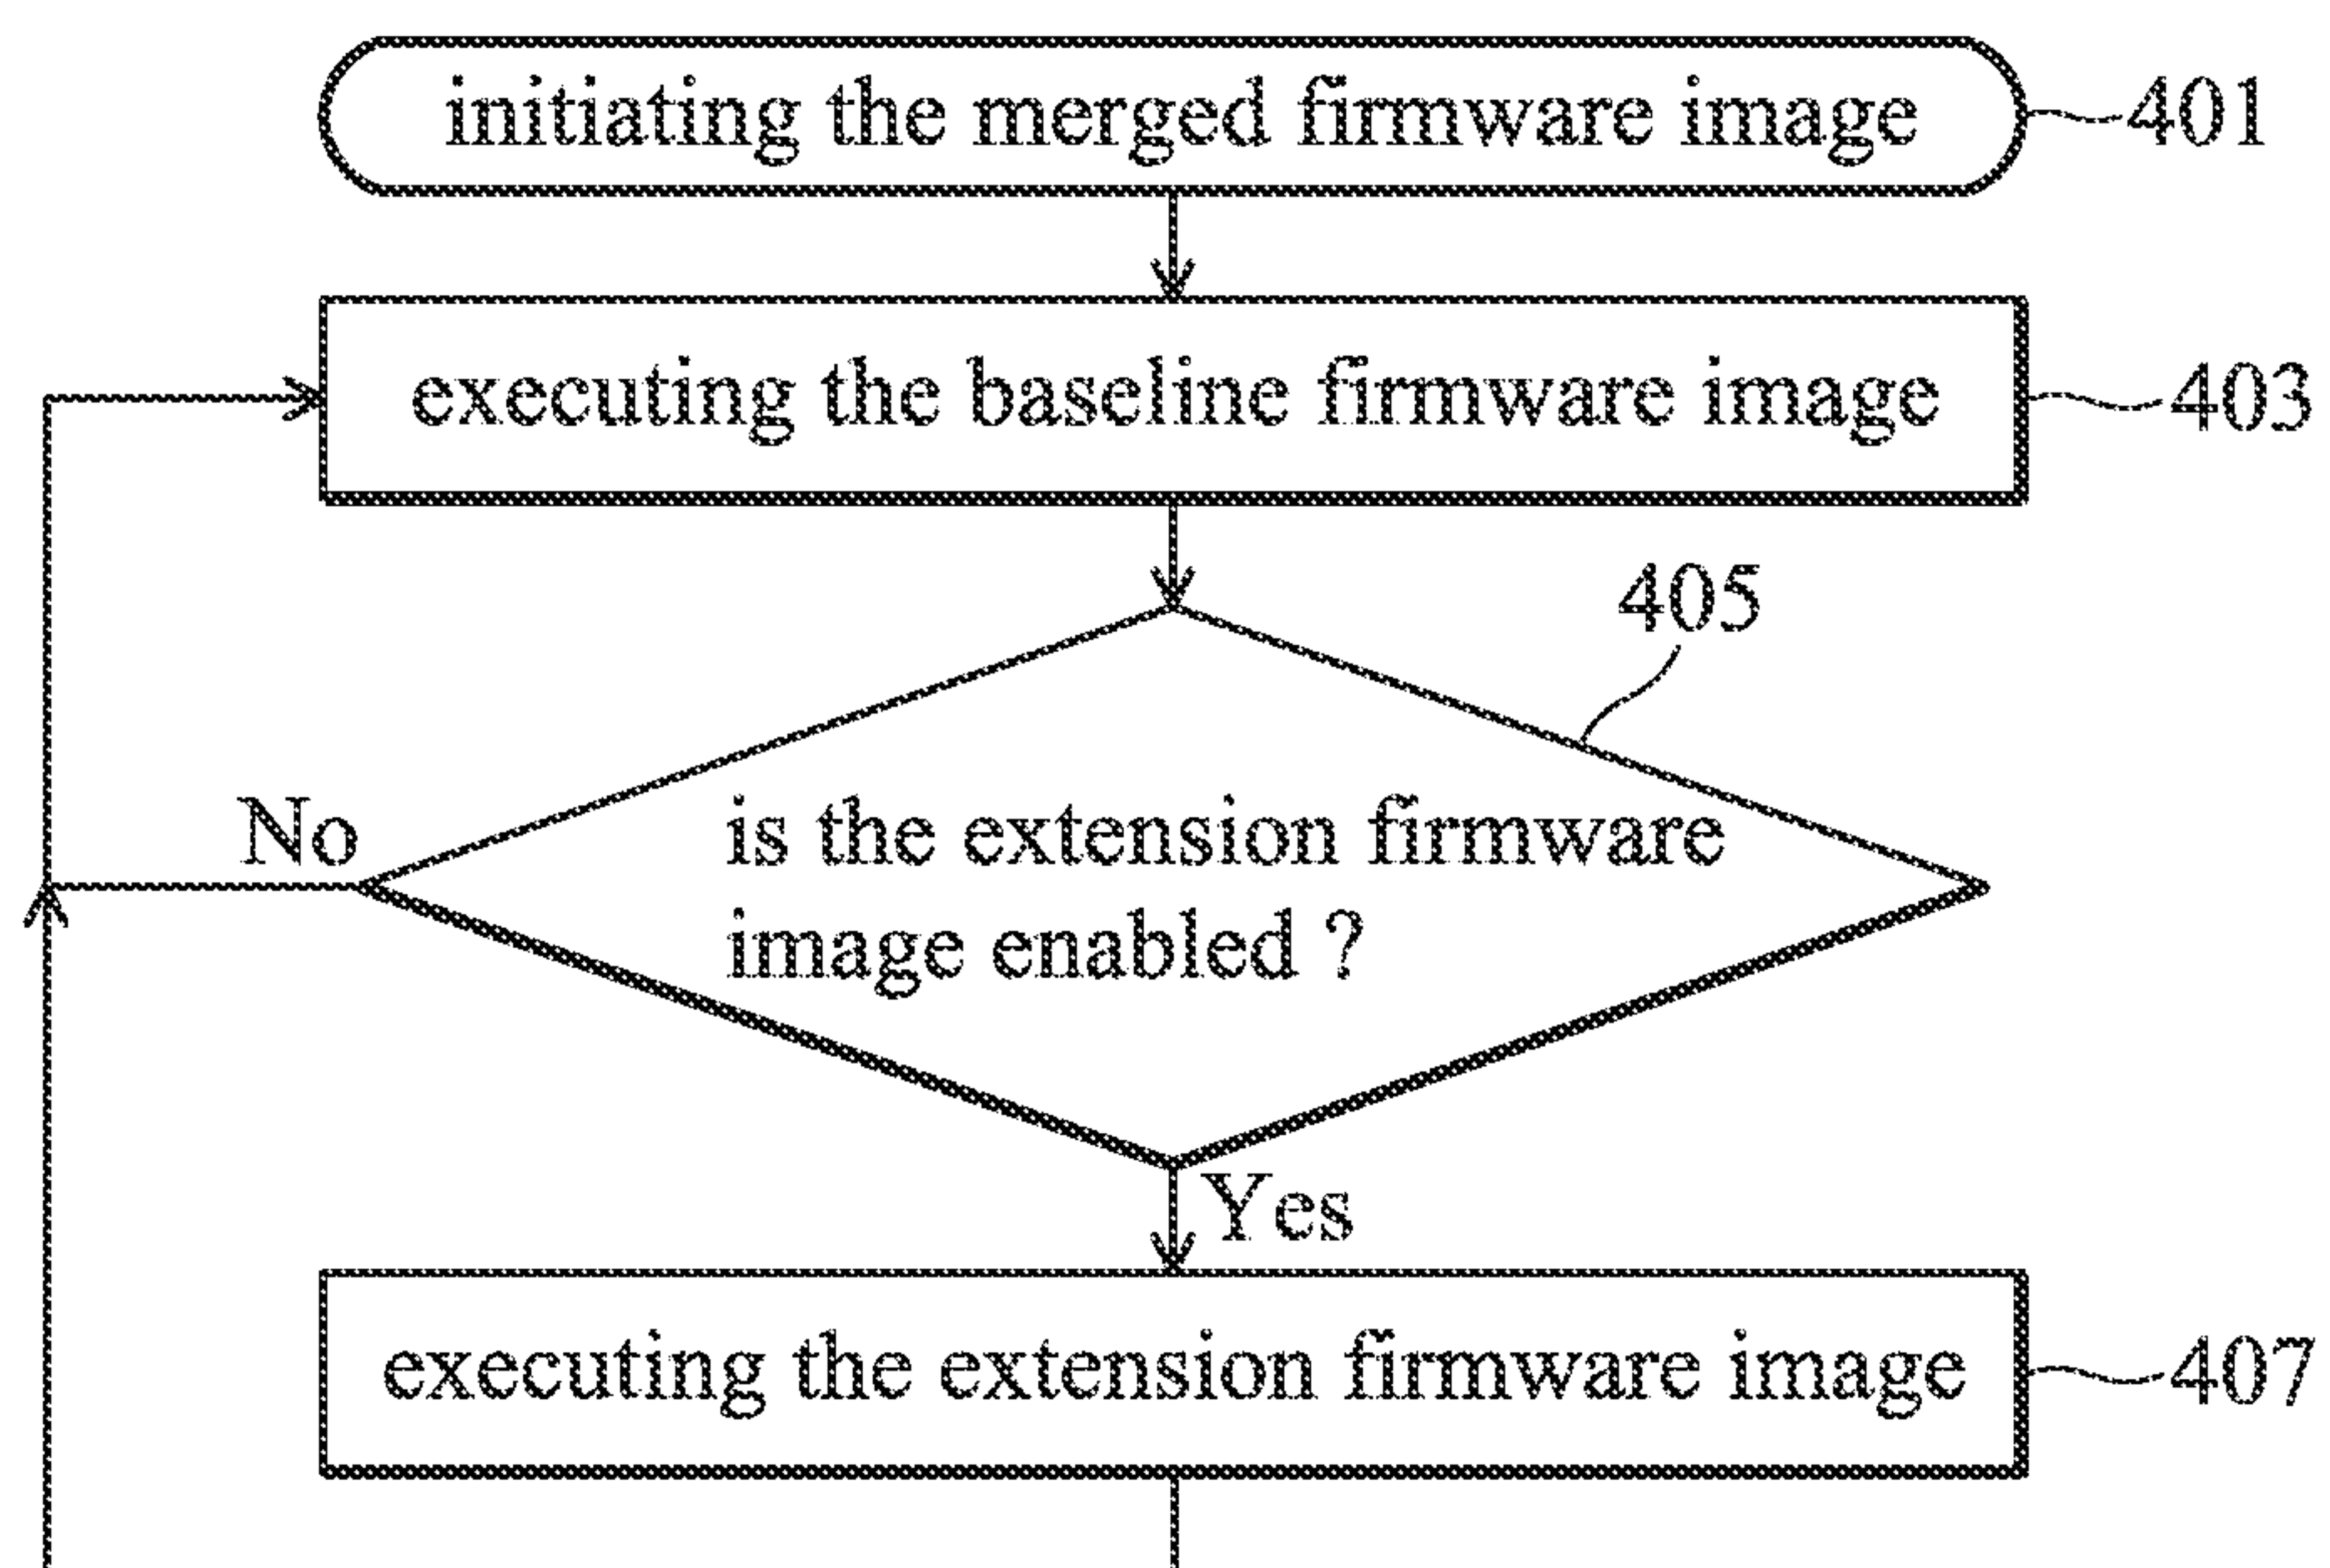 initiating the merged firmware image 401
executing the baseline firmware image 403
405
No
is the extension firmware
image enabled ?
Yes
executing the extension firmware image 407